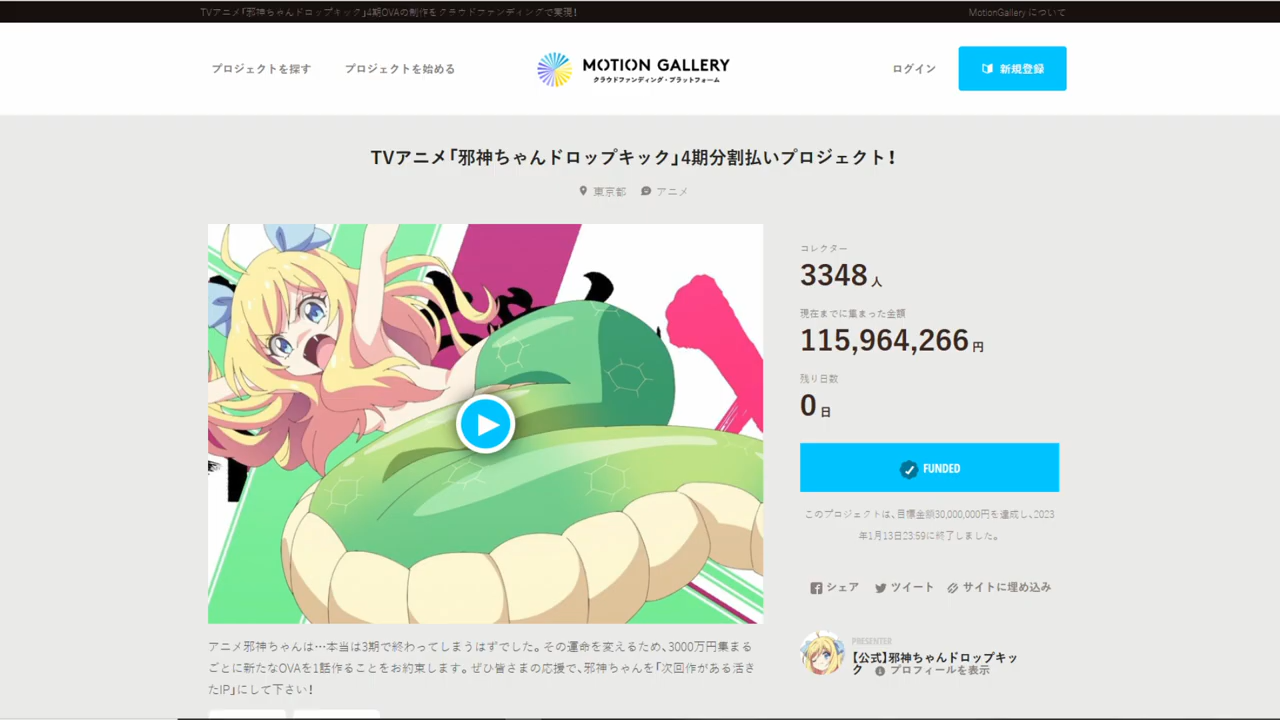 TVアニメ「邪神ちゃんドロップキック」4期OVAの制作をクラウドファンディングで実現!
MotionGallery について
プロジェクトを探す
プロジェクトを始める
MOTION GALLERY
クラウドファンディング・プラットフォーム
ログイン
新規登録
TVアニメ「邪神ちゃんドロップキック」4期分割払いプロジェクト!
東京都
アニメ
コレクター
3348人
現在までに集まった金額
115,964,266円
残り日数
0日
FUNDED
このプロジェクトは、目標金額30,000,000円を達成し、2023
年1月13日23:59に終了しました。
シェア
ツイート
サイトに埋め込み
PRESENTER
【公式】邪神ちゃんドロップキッ
ク
プロフィールを表示
アニメ邪神ちゃんは…本当は3期で終わってしまうはずでした。その運命を変えるため、3000万円集まる
ごとに新たなOVAを1話作ることをお約束します。ぜひ皆さまの応援で、邪神ちゃんを「次回作がある活き
たIP」にして下さい!